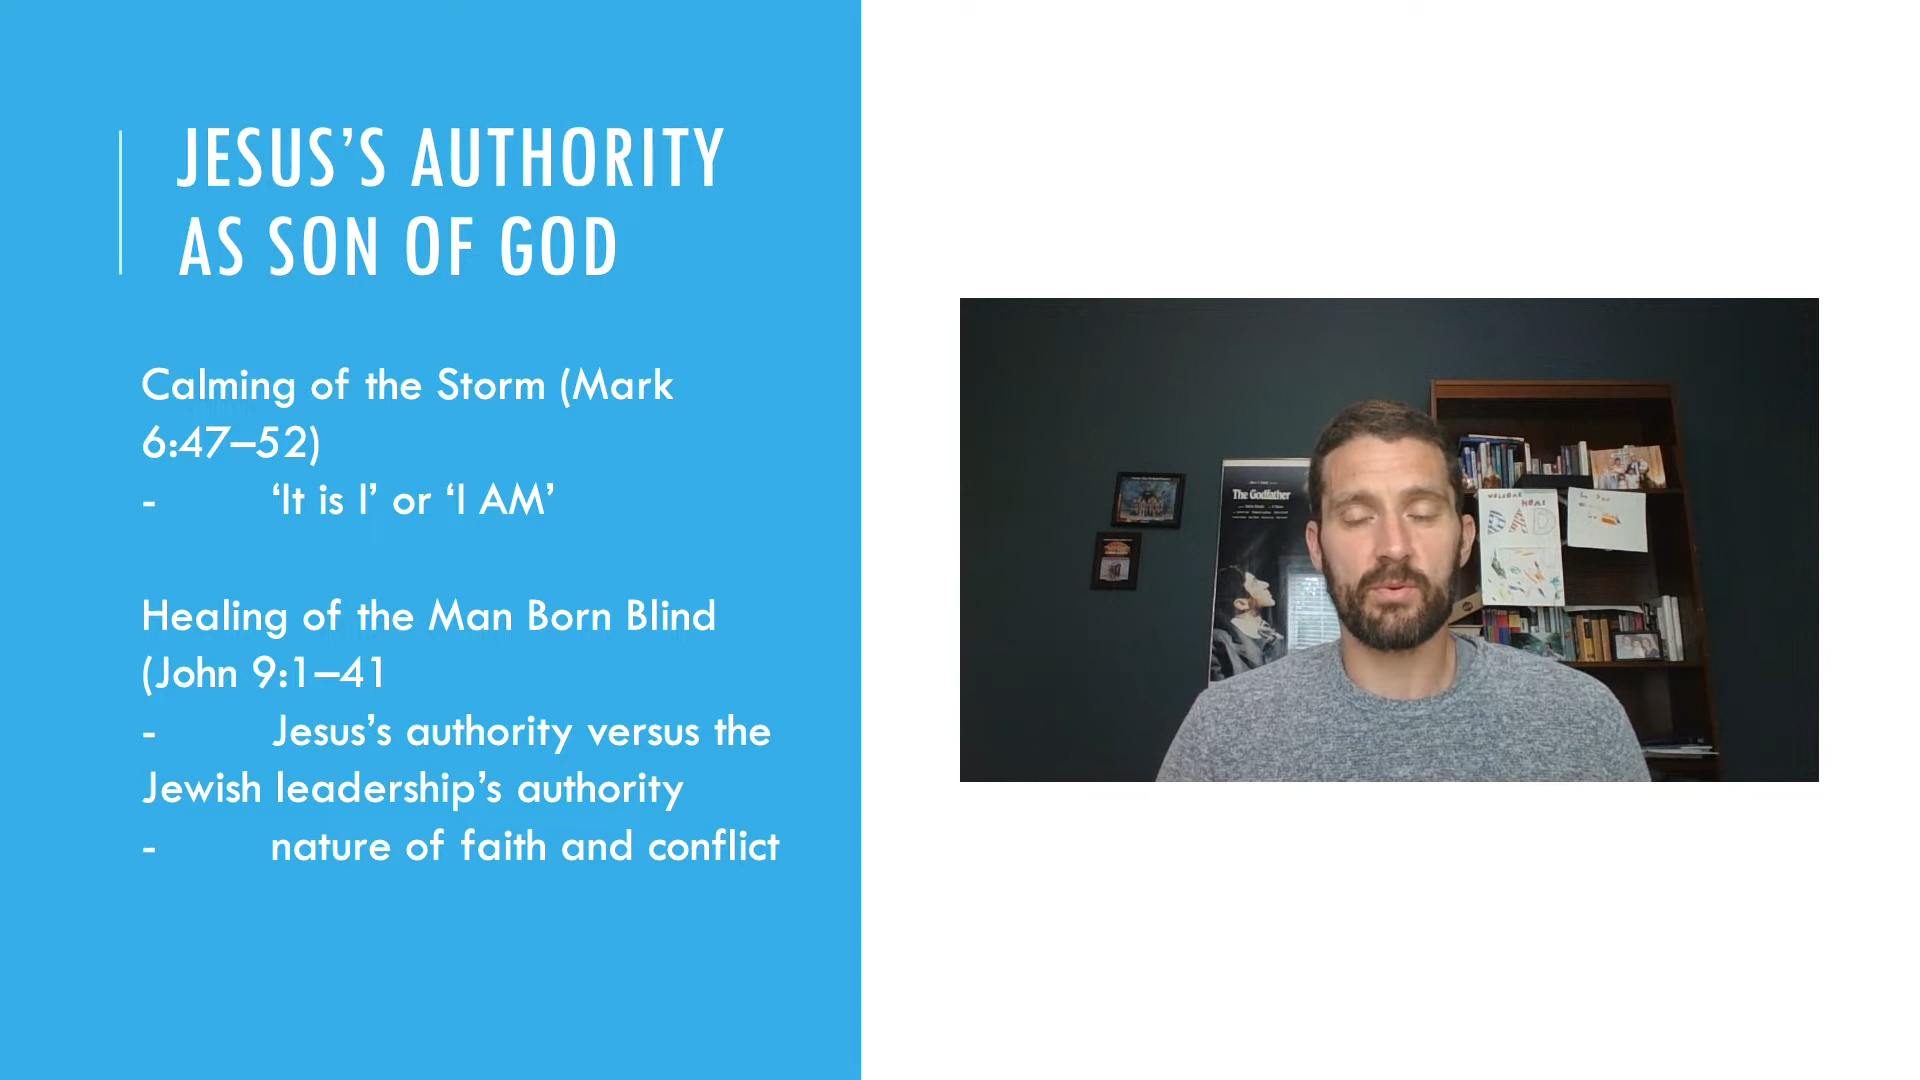 JESUS’S AUTHORITY
AS SON OF GOD
Calming of the Storm (Mark
6:47–52)
- ‘It is I’ or ‘I AM’
Healing of the Man Born Blind
(John 9:1–41
- Jesus’s authority versus the
Jewish leadership’s authority
- nature of faith and conflict
The Godfather
WELCOME
HOME
DAD